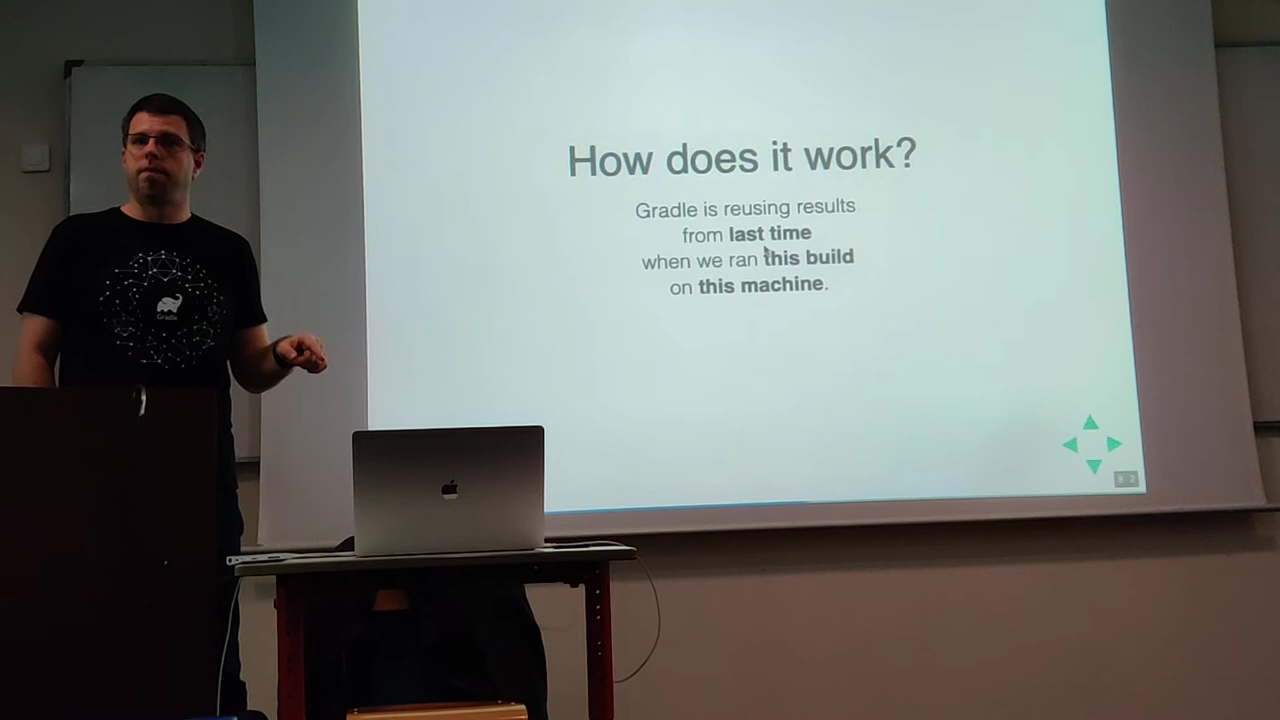 How does it work?
Gradle is reusing results
from last time
when we ran this build
on this machine.
Gradle